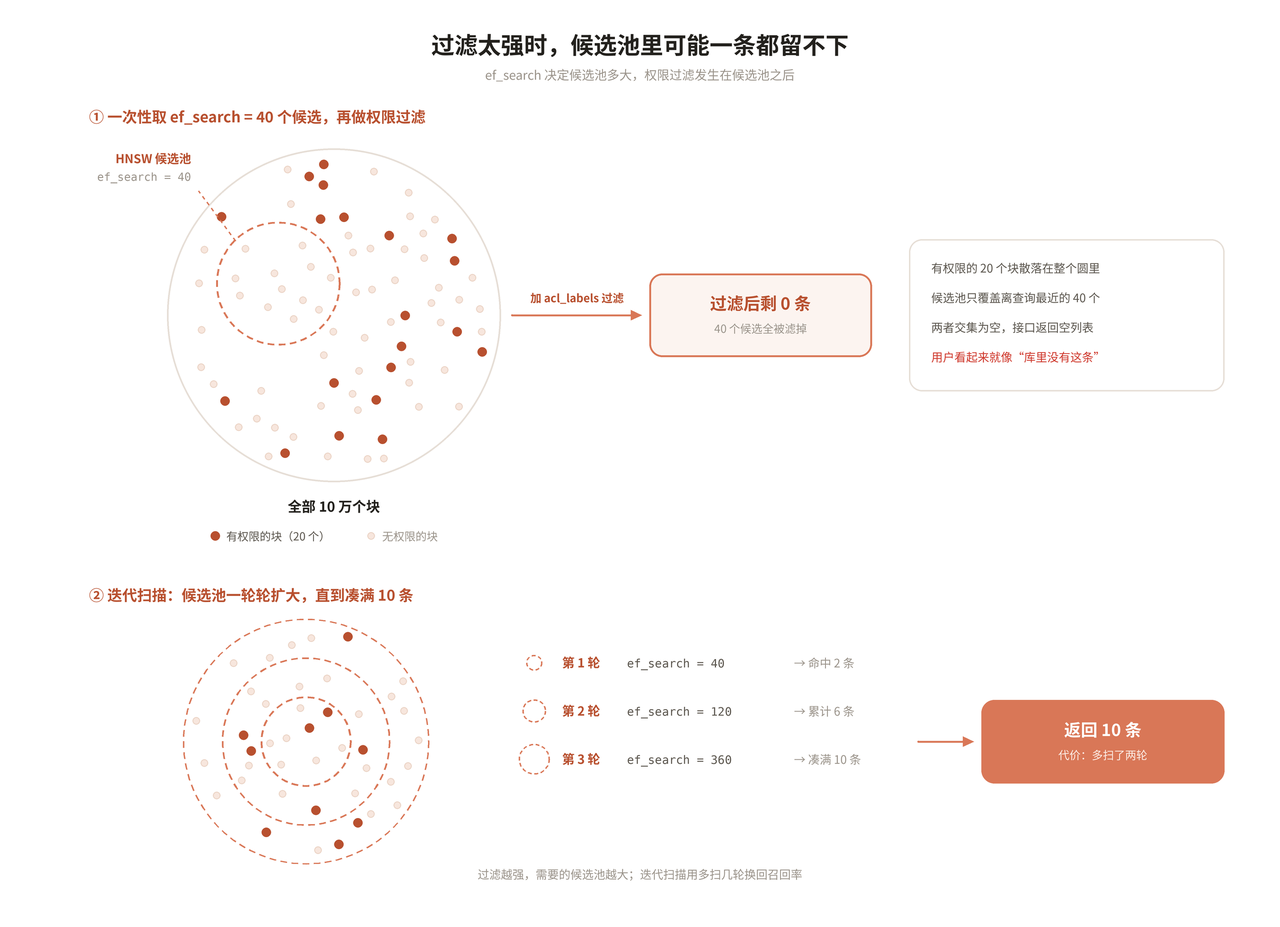 过滤太强时，候选池里可能一条都留不下
ef_search 决定候选池多大，权限过滤发生在候选池之后
① 一次性取 ef_search = 40 个候选，再做权限过滤
HNSW 候选池
ef_search = 40
加 acl_labels 过滤
过滤后剩 0 条
40 个候选全被滤掉
有权限的 20 个块散落在整个圆里
候选池只覆盖离查询最近的 40 个
两者交集为空，接口返回空列表
用户看起来就像“库里没有这条”
全部 10 万个块
有权限的块（20 个）
无权限的块
② 迭代扫描：候选池一轮轮扩大，直到凑满 10 条
第 1 轮 ef_search = 40 → 命中 2 条
第 2 轮 ef_search = 120 → 累计 6 条
第 3 轮 ef_search = 360 → 凑满 10 条
返回 10 条
代价：多扫了两轮
过滤越强，需要的候选池越大；迭代扫描用多扫几轮换回召回率